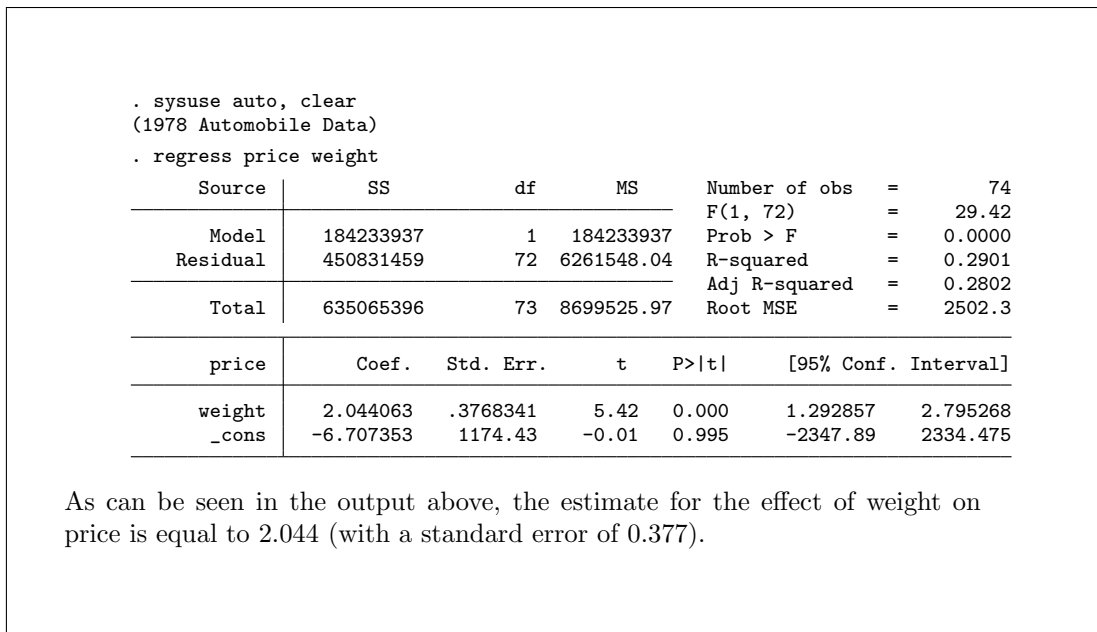 . sysuse auto, clear
(1978 Automobile Data)
. regress price weight
Source SS df MS Number of obs = 74
F(1, 72) = 29.42
Model 184233937 1 184233937 Prob > F = 0.0000
Residual 450831459 72 6261548.04 R-squared = 0.2901
Adj R-squared = 0.2802
Total 635065396 73 8699525.97 Root MSE = 2502.3
price Coef. Std. Err. t P>|t| [95% Conf. Interval]
weight 2.044063 .3768341 5.42 0.000 1.292857 2.795268
_cons -6.707353 1174.43 -0.01 0.995 -2347.89 2334.475
As can be seen in the output above, the estimate for the effect of weight on
price is equal to 2.044 (with a standard error of 0.377).